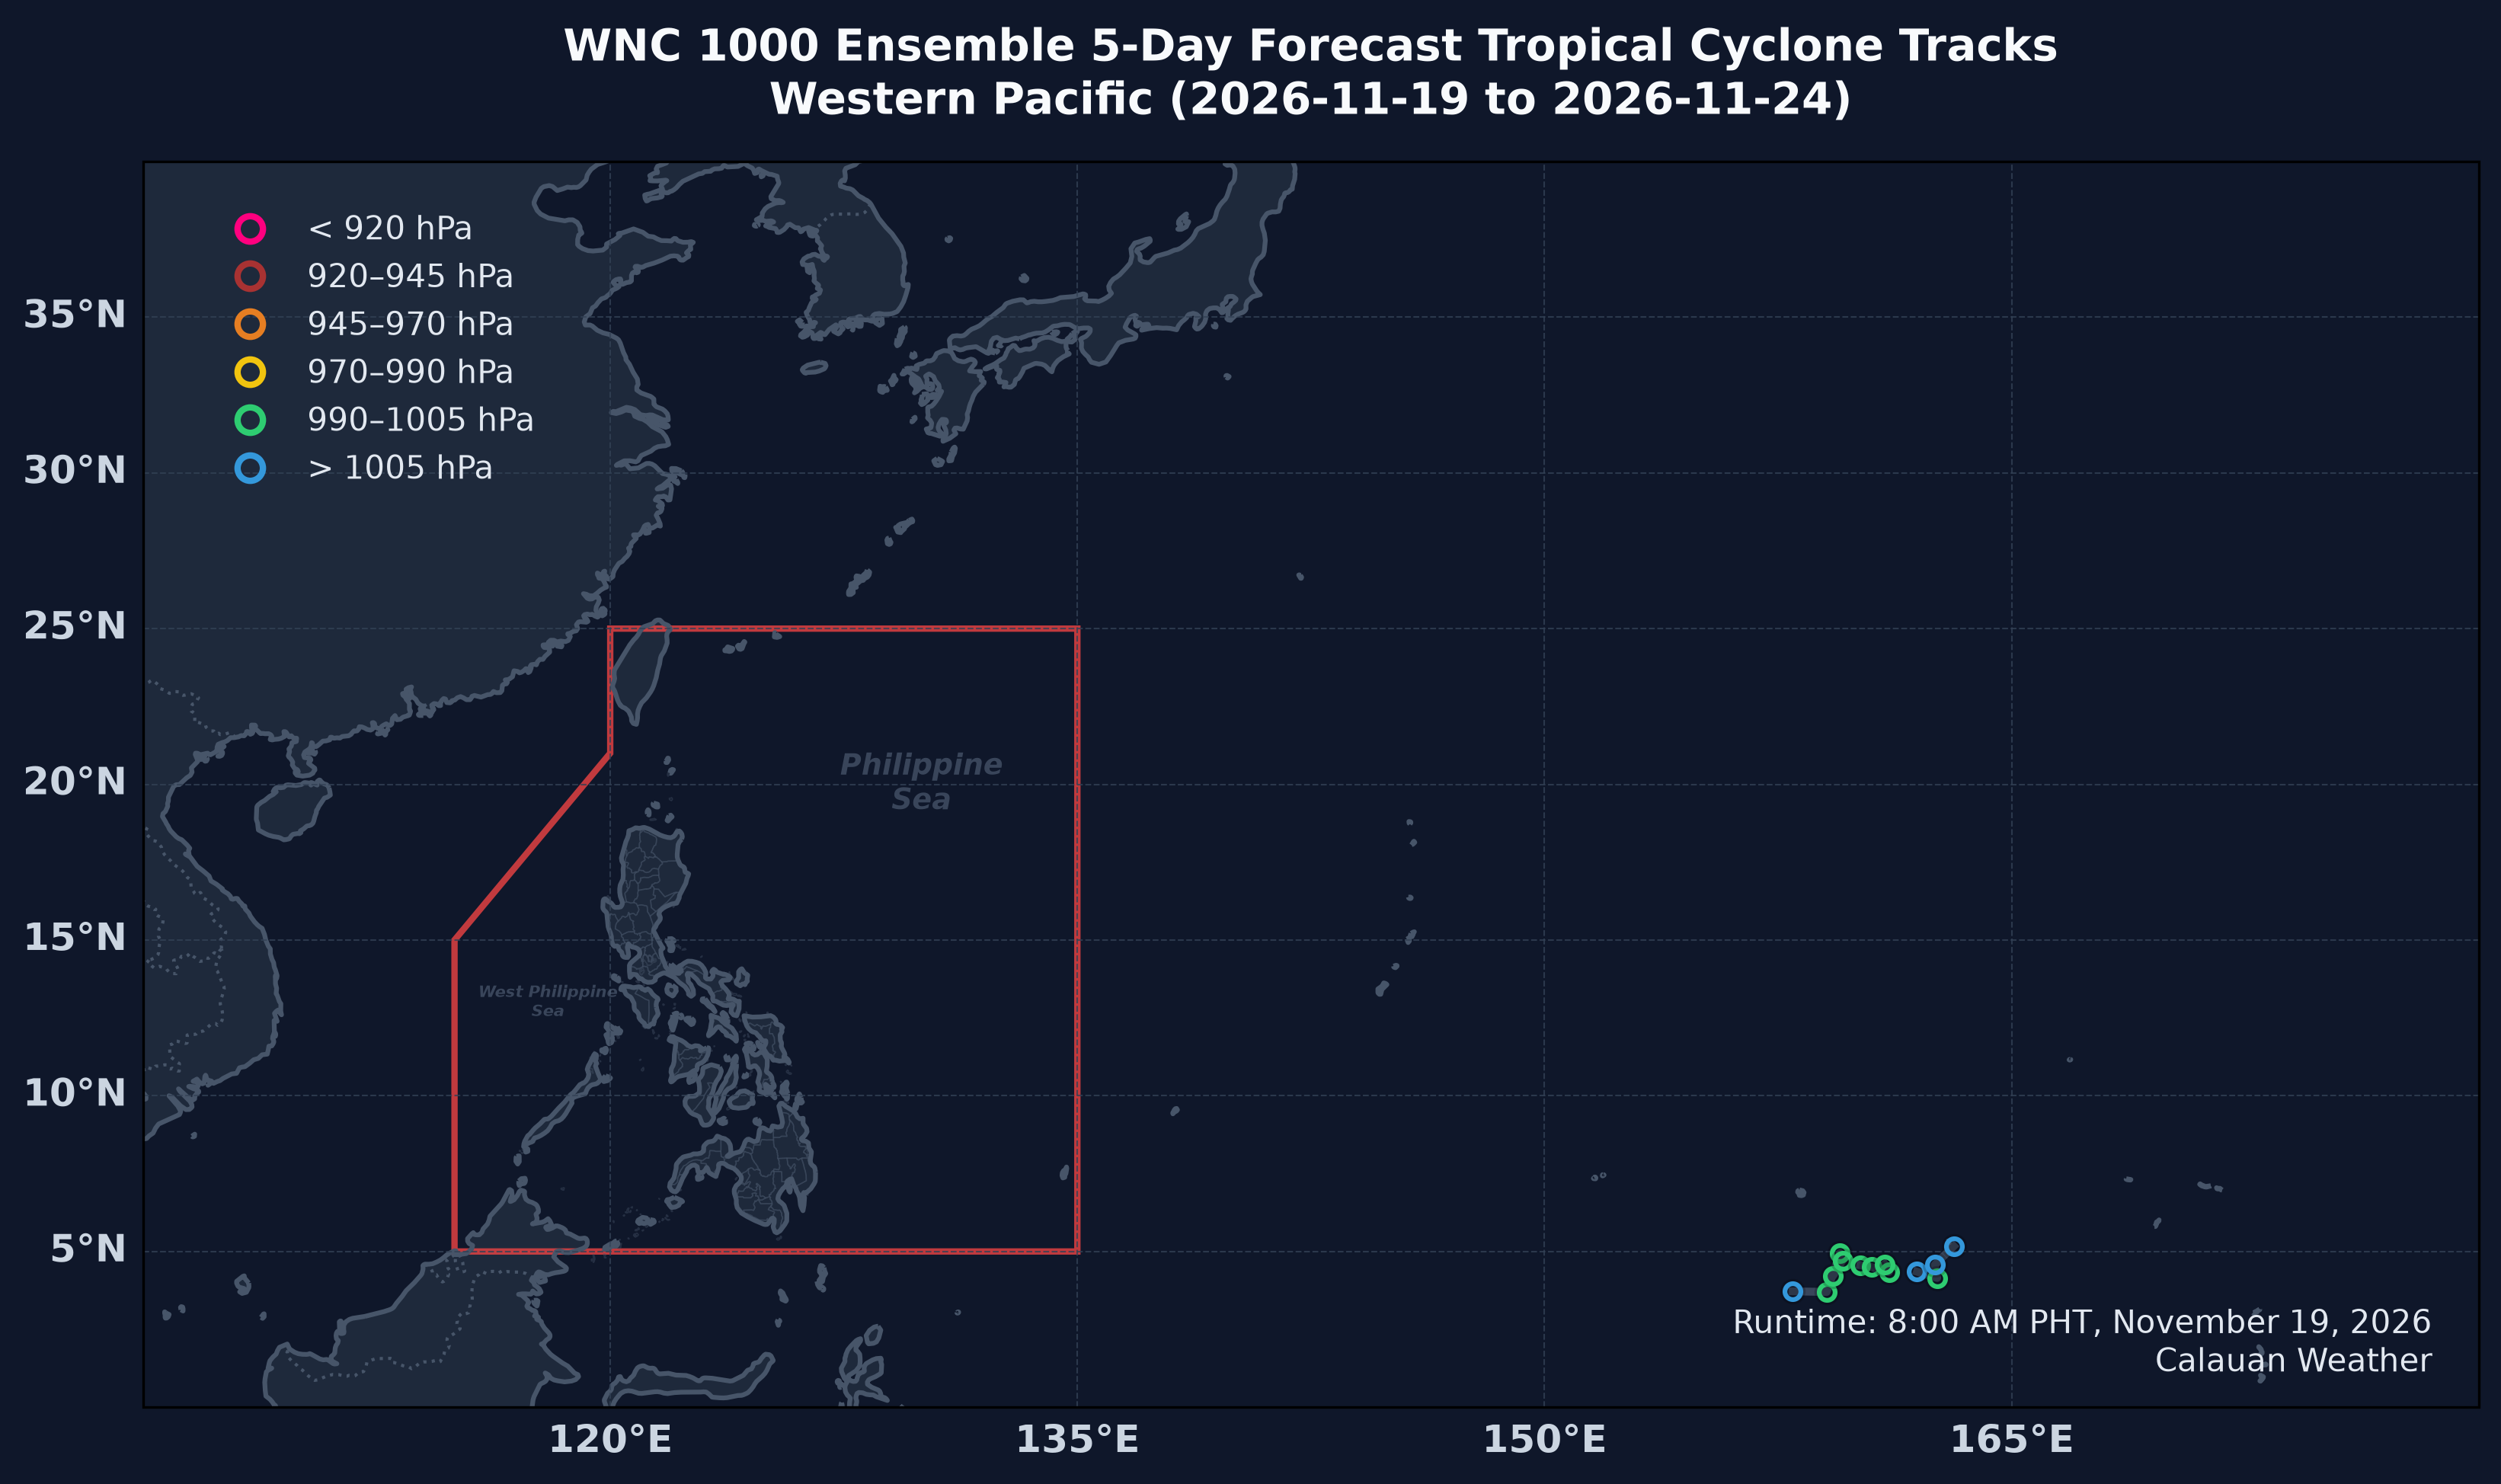 WNC 1000 Ensemble 5-Day Forecast Tropical Cyclone Tracks
Western Pacific (2026-11-19 to 2026-11-24)
< 920 hPa
920–945 hPa
945–970 hPa
970–990 hPa
990–1005 hPa
> 1005 hPa
35°N
30°N
25°N
20°N
15°N
10°N
5°N
Philippine
Sea
West Philippine
Sea
Runtime: 8:00 AM PHT, November 19, 2026
Calauan Weather
120°E
135°E
150°E
165°E